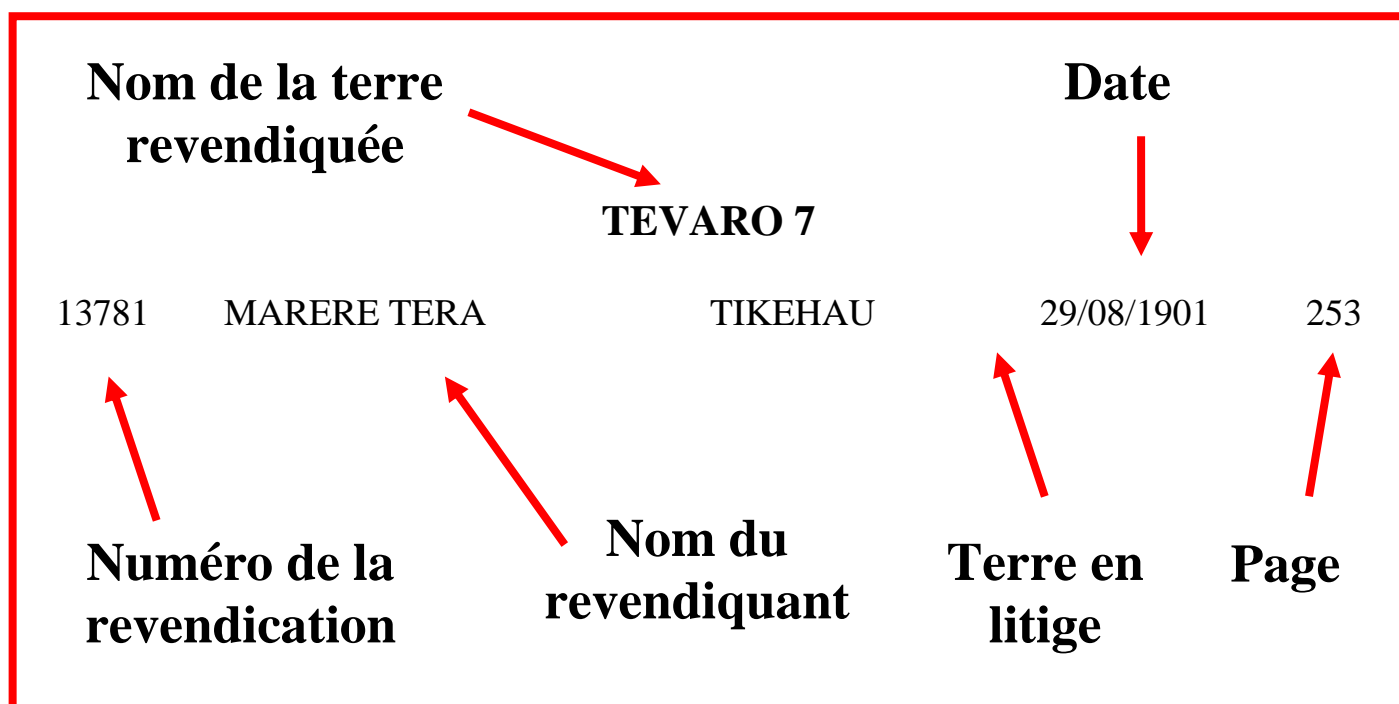 Nom de la terre
revendiquée
Date
TEVARO 7
13781 MARERE TERA TIKEHAU 29/08/1901 253
Numéro de la
revendication
Nom du
revendiquant
Terre en
litige
Page